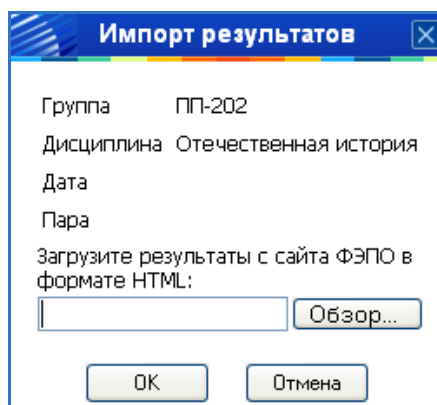 Импорт результатов
Группа ПП-202
Дисциплина Отечественная история
Дата
Пара
Загрузите результаты с сайта ФЭПО в
формате HTML:
Обзор...
OK Отмена